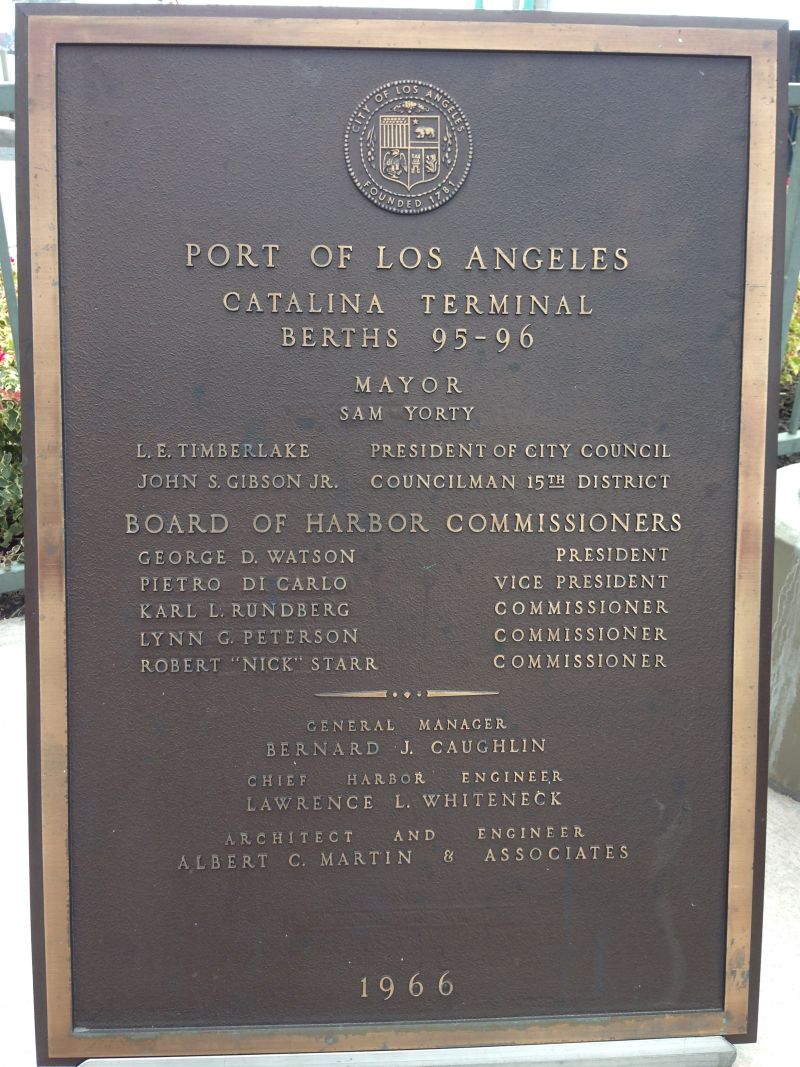 CITY OF LOS ANGELES
FOUNDED 1781
PORT OF LOS ANGELES
CATALINA TERMINAL
BERTHS 95-96
MAYOR
SAM YORTY
L. E. TIMBERLAKE PRESIDENT OF CITY COUNCIL
JOHN S. GIBSON JR. COUNCILMAN 15TH DISTRICT
BOARD OF HARBOR COMMISSIONERS
GEORGE D. WATSON PRESIDENT
PIETRO DI CARLO VICE PRESIDENT
KARL L. RUNDBERG COMMISSIONER
LYNN G. PETERSON COMMISSIONER
ROBERT "NICK" STARR COMMISSIONER
GENERAL MANAGER
BERNARD J. CAUGHLIN
CHIEF HARBOR ENGINEER
LAWRENCE L. WHITENECK
ARCHITECT AND ENGINEER
ALBERT C. MARTIN & ASSOCIATES
1966